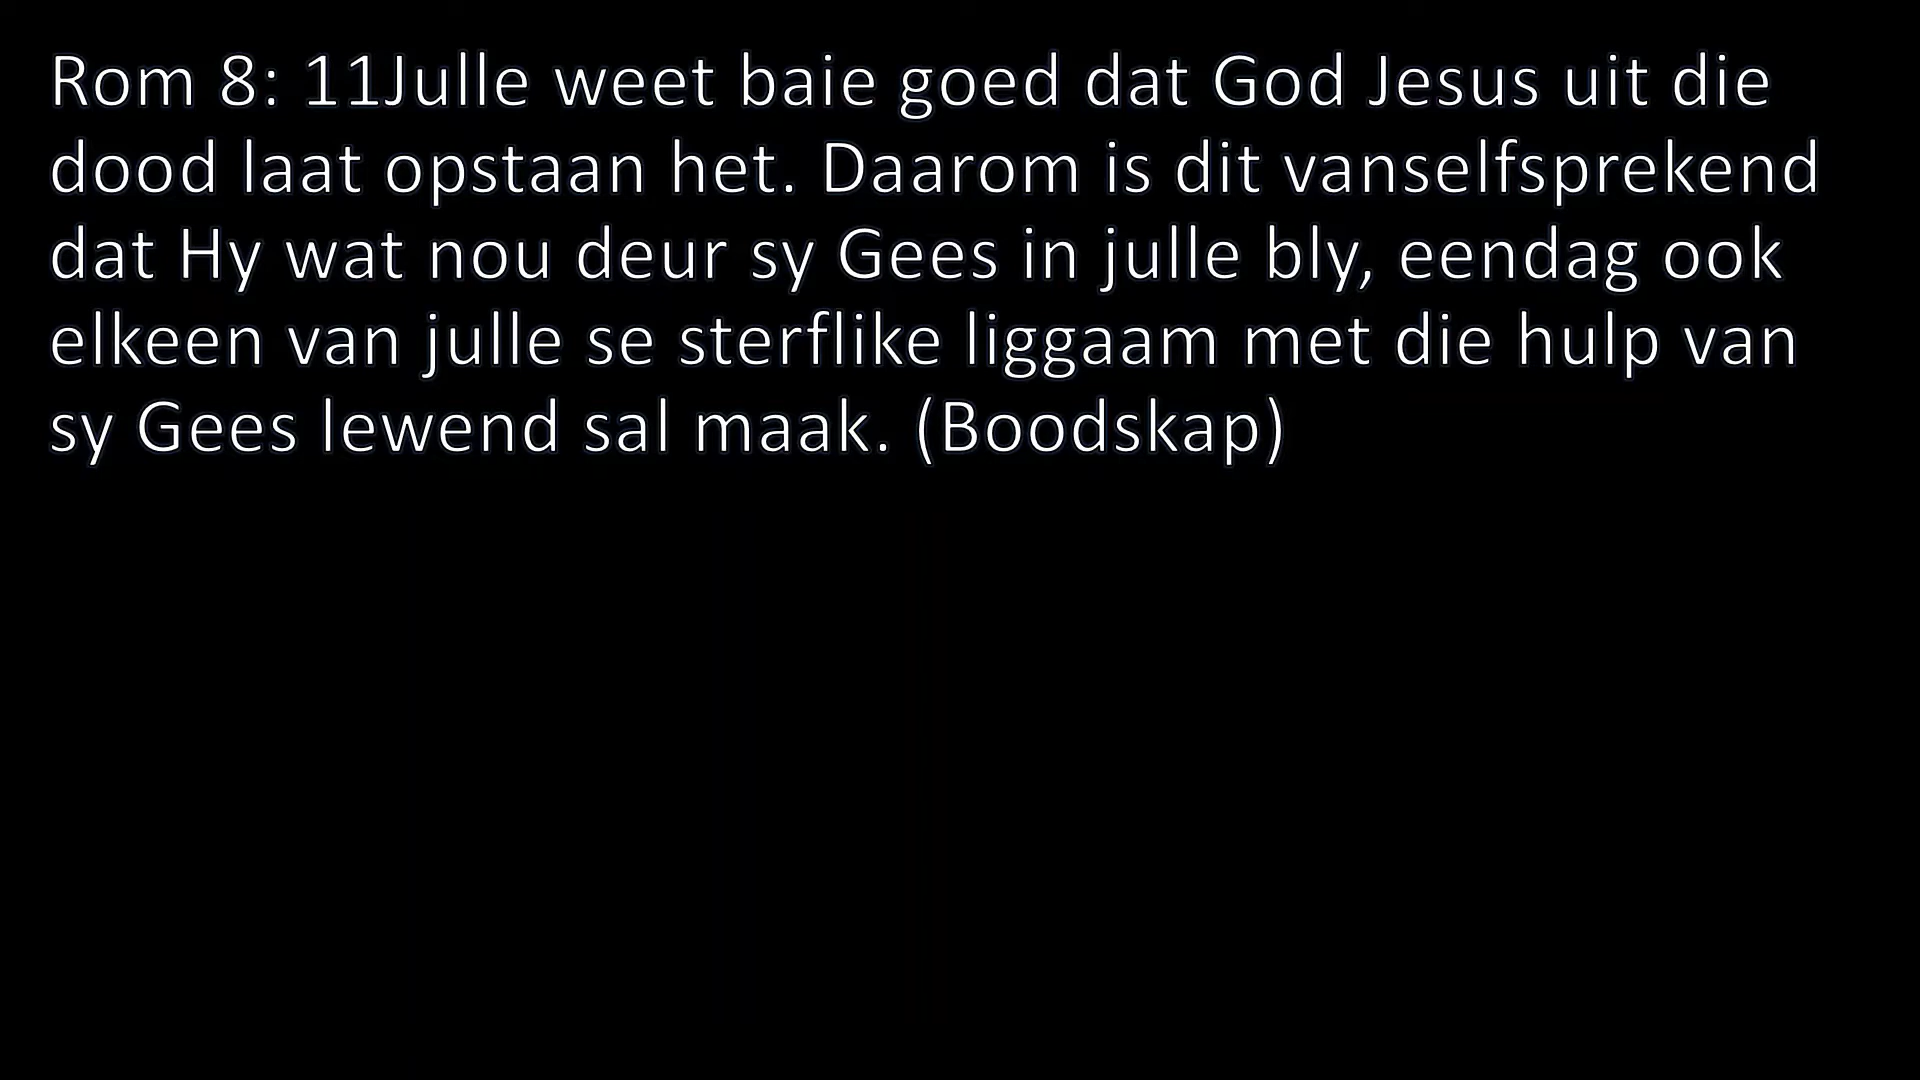 Rom 8: 11Julle weet baie goed dat God Jesus uit die
dood laat opstaan het. Daarom is dit vanselfsprekend
dat Hy wat nou deur sy Gees in julle bly, eendag ook
elkeen van julle se sterflike liggaam met die hulp van
sy Gees lewend sal maak. (Boodskap)